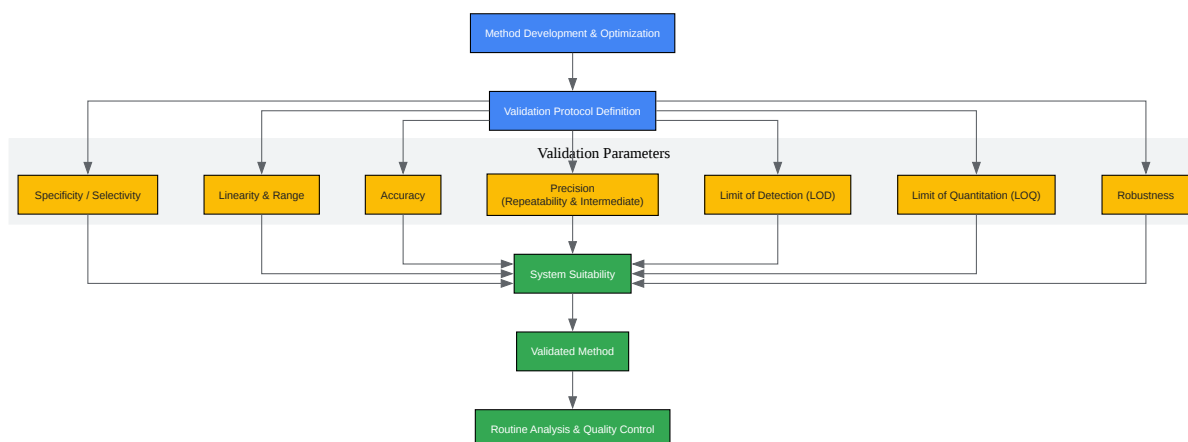 Method Development & Optimization
Validation Protocol Definition
Validation Parameters
Specificity / Selectivity
Linearity & Range
Accuracy
Precision
(Repeatability & Intermediate)
Limit of Detection (LOD)
Limit of Quantitation (LOQ)
Robustness
System Suitability
Validated Method
Routine Analysis & Quality Control